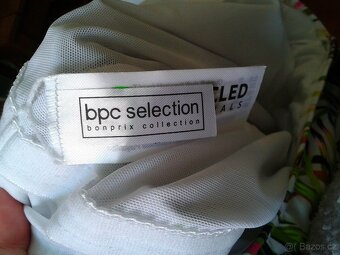 bpc selection
bonprix collection
CLED
ALS
Bazos.cz